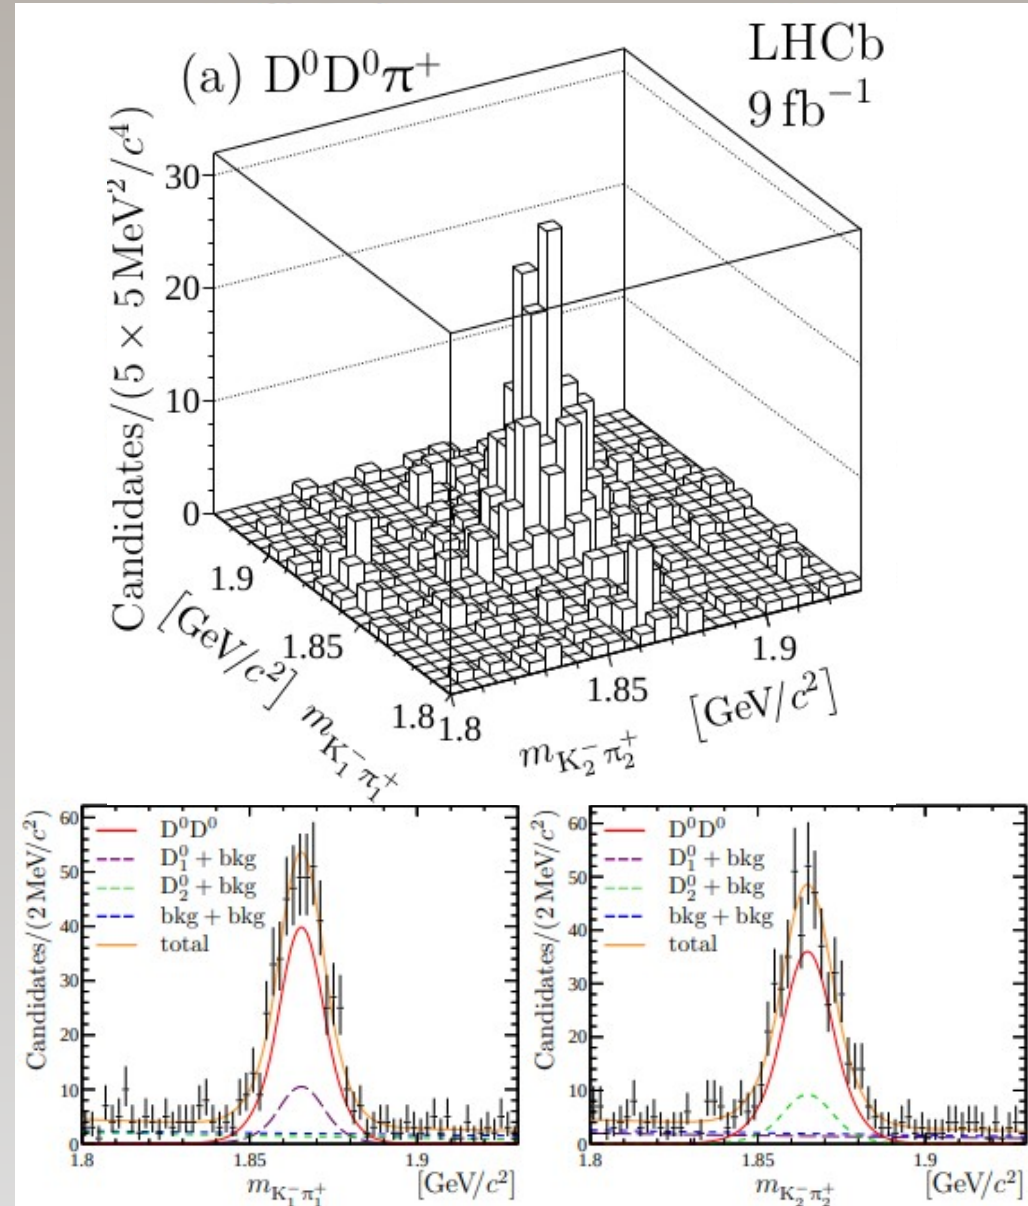 (a) D⁰D⁰π⁺
LHCb
9 fb⁻¹
Candidates/(5 × 5 MeV²/c⁴)
30
20
10
0
1.9
1.85
1.8
[GeV/c²]
m_{K₁⁻π₁⁺}
1.8
1.85
1.9
[GeV/c²]
m_{K₂⁻π₂⁺}
Candidates/(2 MeV/c²)
60
50
40
30
20
10
0
D⁰D⁰
D₁⁰ + bkg
D₂⁰ + bkg
bkg + bkg
total
1.8
1.85
1.9
m_{K₁⁻π₁⁺}
[GeV/c²]
Candidates/(2 MeV/c²)
60
50
40
30
20
10
0
D⁰D⁰
D₁⁰ + bkg
D₂⁰ + bkg
bkg + bkg
total
1.8
1.85
1.9
m_{K₂⁻π₂⁺}
[GeV/c²]